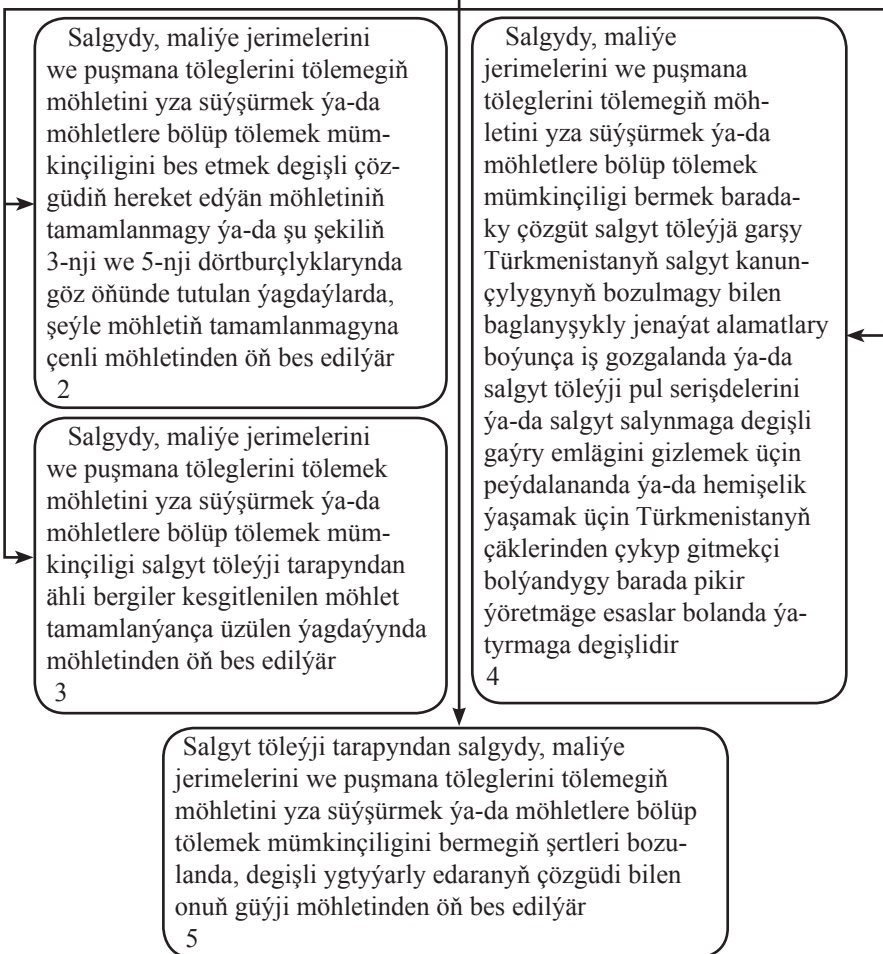 Salgydy, maliýe jerimelerini
we puşmana töleglerini tölemegiň
möhletini yza süýşürmek ýa-da
möhletlere bölüp tölemek müm-
kinçiligini bes etmek degişli çöz-
güdiň hereket edýän möhletiniň
tamamlanmagy ýa-da şu şekiliň
3-nji we 5-nji dörtburçlyklarynda
göz öňünde tutulan ýagdaýlarda,
şeýle möhletiň tamamlanmagyna
çenli möhletinden öň bes edilýär
2
Salgydy, maliýe jerimelerini
we puşmana töleglerini tölemek
möhletini yza süýşürmek ýa-da
möhletlere bölüp tölemek müm-
kinçiligi salgyt töleýji tarapyndan
ähli bergiler kesgitlenilen möhlet
tamamlanýança üzülen ýagdaýynda
möhletinden öň bes edilýär
3
Salgydy, maliýe
jerimelerini we puşmana
töleglerini tölemegiň möh-
letini yza süýşürmek ýa-da
möhletlere bölüp tölemek
mümkinçiligi bermek barada-
ky çözgüt salgyt töleýjä garşy
Türkmenistanyň salgyt kanun-
çylygynyň bozulmagy bilen
baglanyşykly jenaýat alamatlary
boýunça iş gozgalanda ýa-da
salgyt töleýji pul serişdelerini
ýa-da salgyt salynmaga degişli
gaýry emlägini gizlemek üçin
peýdalananda ýa-da hemişelik
ýaşamak üçin Türkmenistanyň
çäklerinden çykyp gitmekçi
bolýandygy barada pikir
ýöretmäge esaslar bolanda ýa-
tyrmaga degişlidir
4
Salgyt töleýji tarapyndan salgydy, maliýe
jerimelerini we puşmana töleglerini tölemegiň
möhletini yza süýşürmek ýa-da möhletlere bölüp
tölemek mümkinçiligini bermegiň şertleri bozu-
landa, degişli ygtyýarly edaranyň çözgüdi bilen
onuň güýji möhletinden öň bes edilýär
5